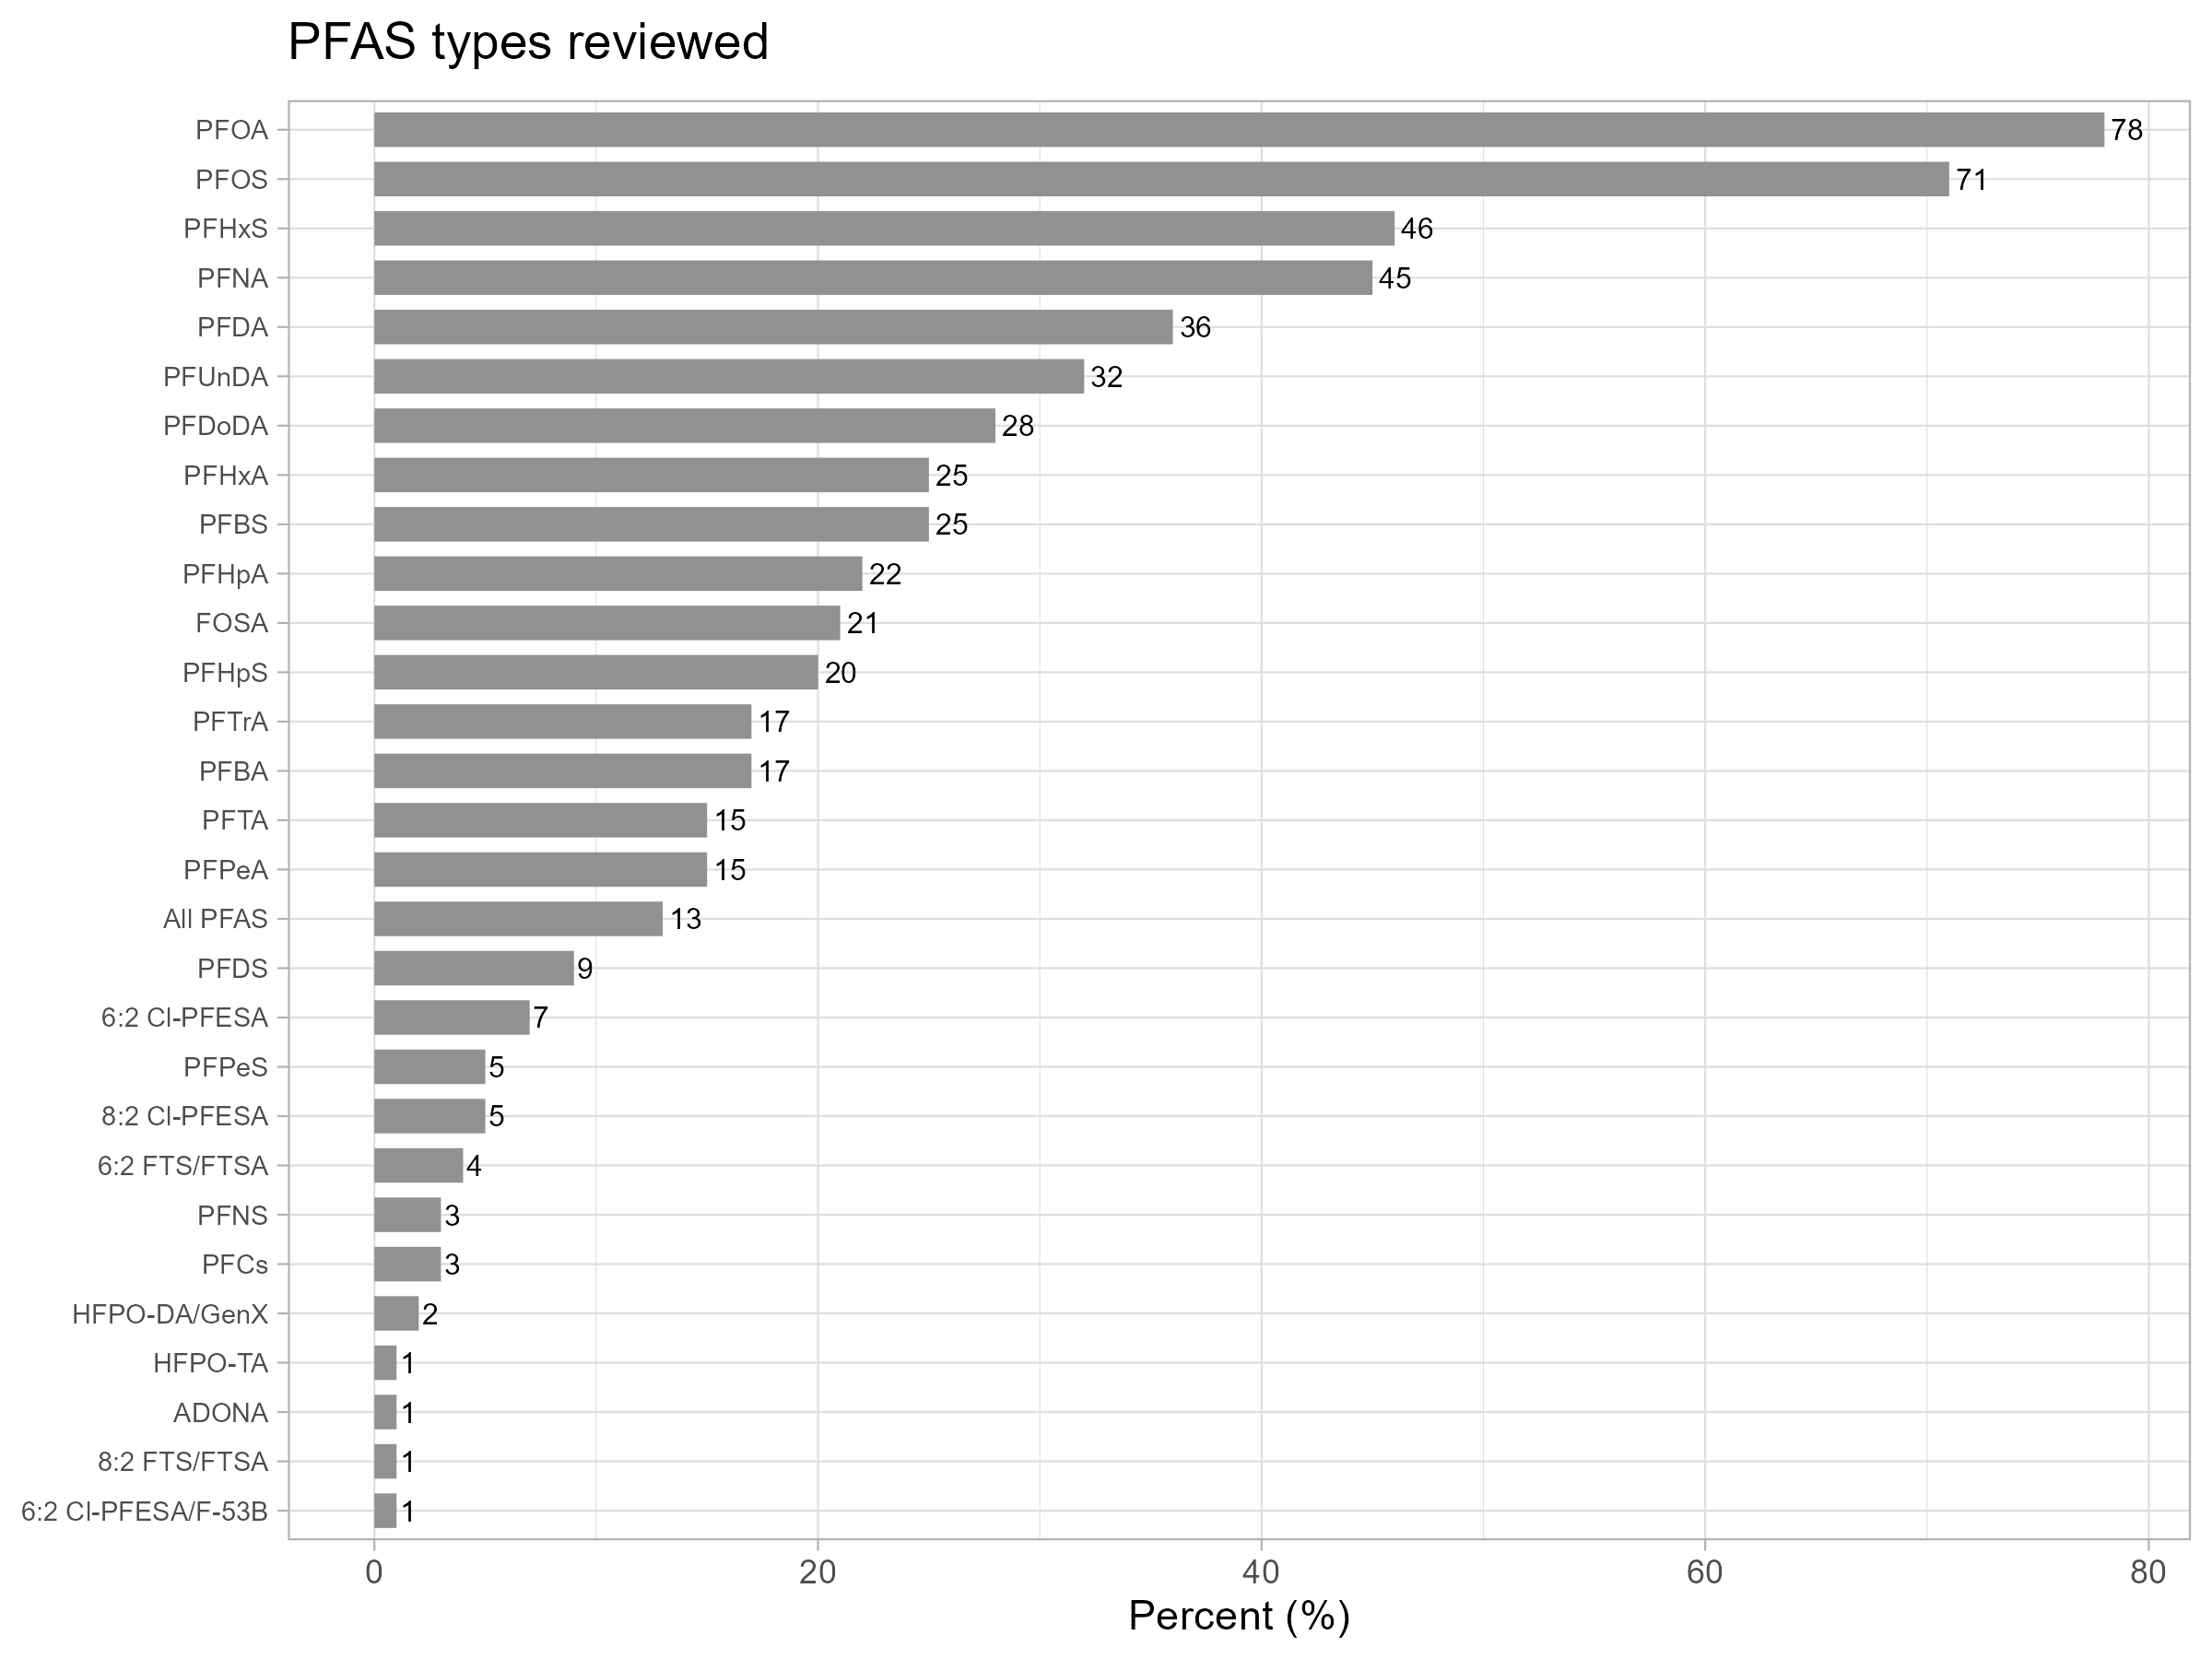 PFAS types reviewed
PFOA 78
PFOS 71
PFHxS 46
PFNA 45
PFDA 36
PFUnDA 32
PFDoDA 28
PFHxA 25
PFBS 25
PFHpA 22
FOSA 21
PFHpS 20
PFTrA 17
PFBA 17
PFTA 15
PFPeA 15
All PFAS 13
PFDS 9
6:2 Cl-PFESA 7
PFPeS 5
8:2 Cl-PFESA 5
6:2 FTS/FTSA 4
PFNS 3
PFCs 3
HFPO-DA/GenX 2
HFPO-TA 1
ADONA 1
8:2 FTS/FTSA 1
6:2 Cl-PFESA/F-53B 1
0 20 40 60 80
Percent (%)